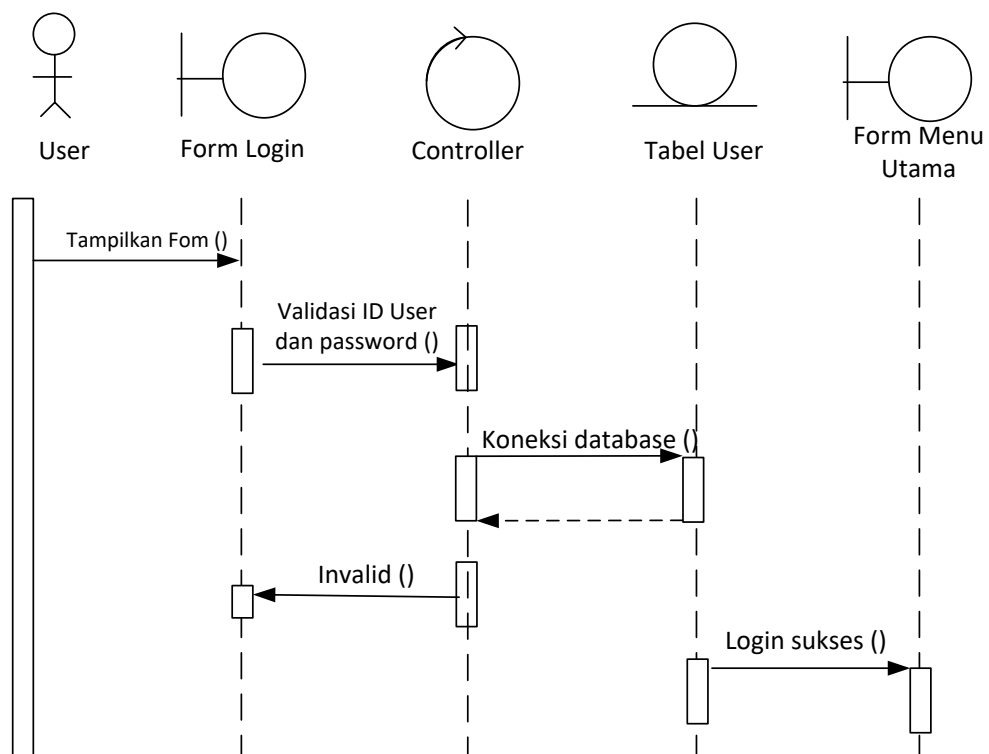 User
Form Login
Controller
Tabel User
Form Menu
Utama
Tampilkan Fom ()
Validasi ID User
dan password ()
Koneksi database ()
Invalid ()
Login sukses ()